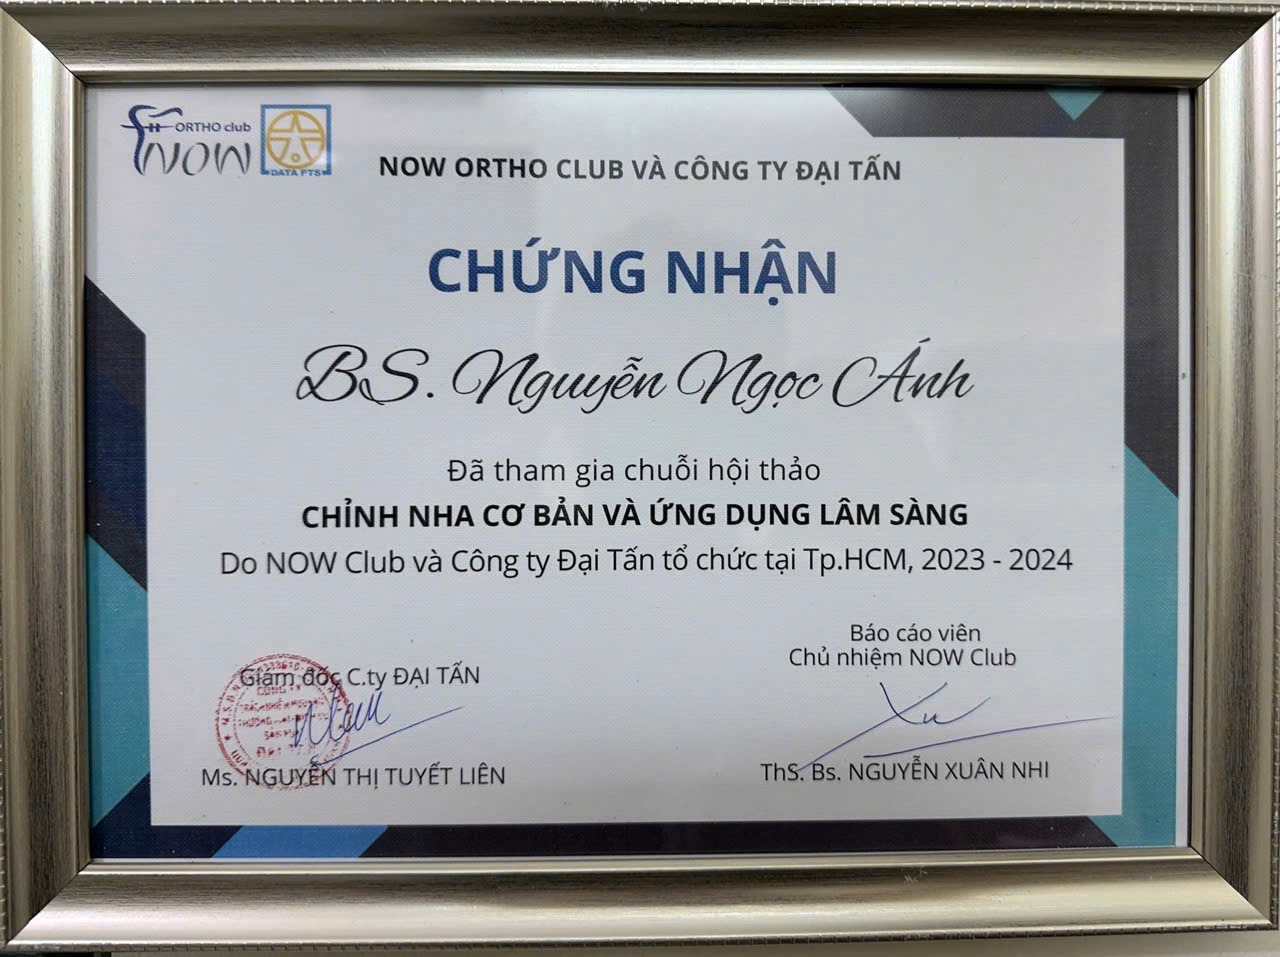 ORTHO club
NOW
DATA PTS
NOW ORTHO CLUB VÀ CÔNG TY ĐẠI TẤN
CHỨNG NHẬN
BS. Nguyễn Ngọc Ánh
Đã tham gia chuỗi hội thảo
CHỈNH NHA CƠ BẢN VÀ ỨNG DỤNG LÂM SÀNG
Do NOW Club và Công ty Đại Tấn tổ chức tại Tp.HCM, 2023 - 2024
Báo cáo viên
Chủ nhiệm NOW Club
Giám đốc C.ty ĐẠI TẤN
Ms. NGUYỄN THỊ TUYẾT LIÊN
ThS. Bs. NGUYỄN XUÂN NHI